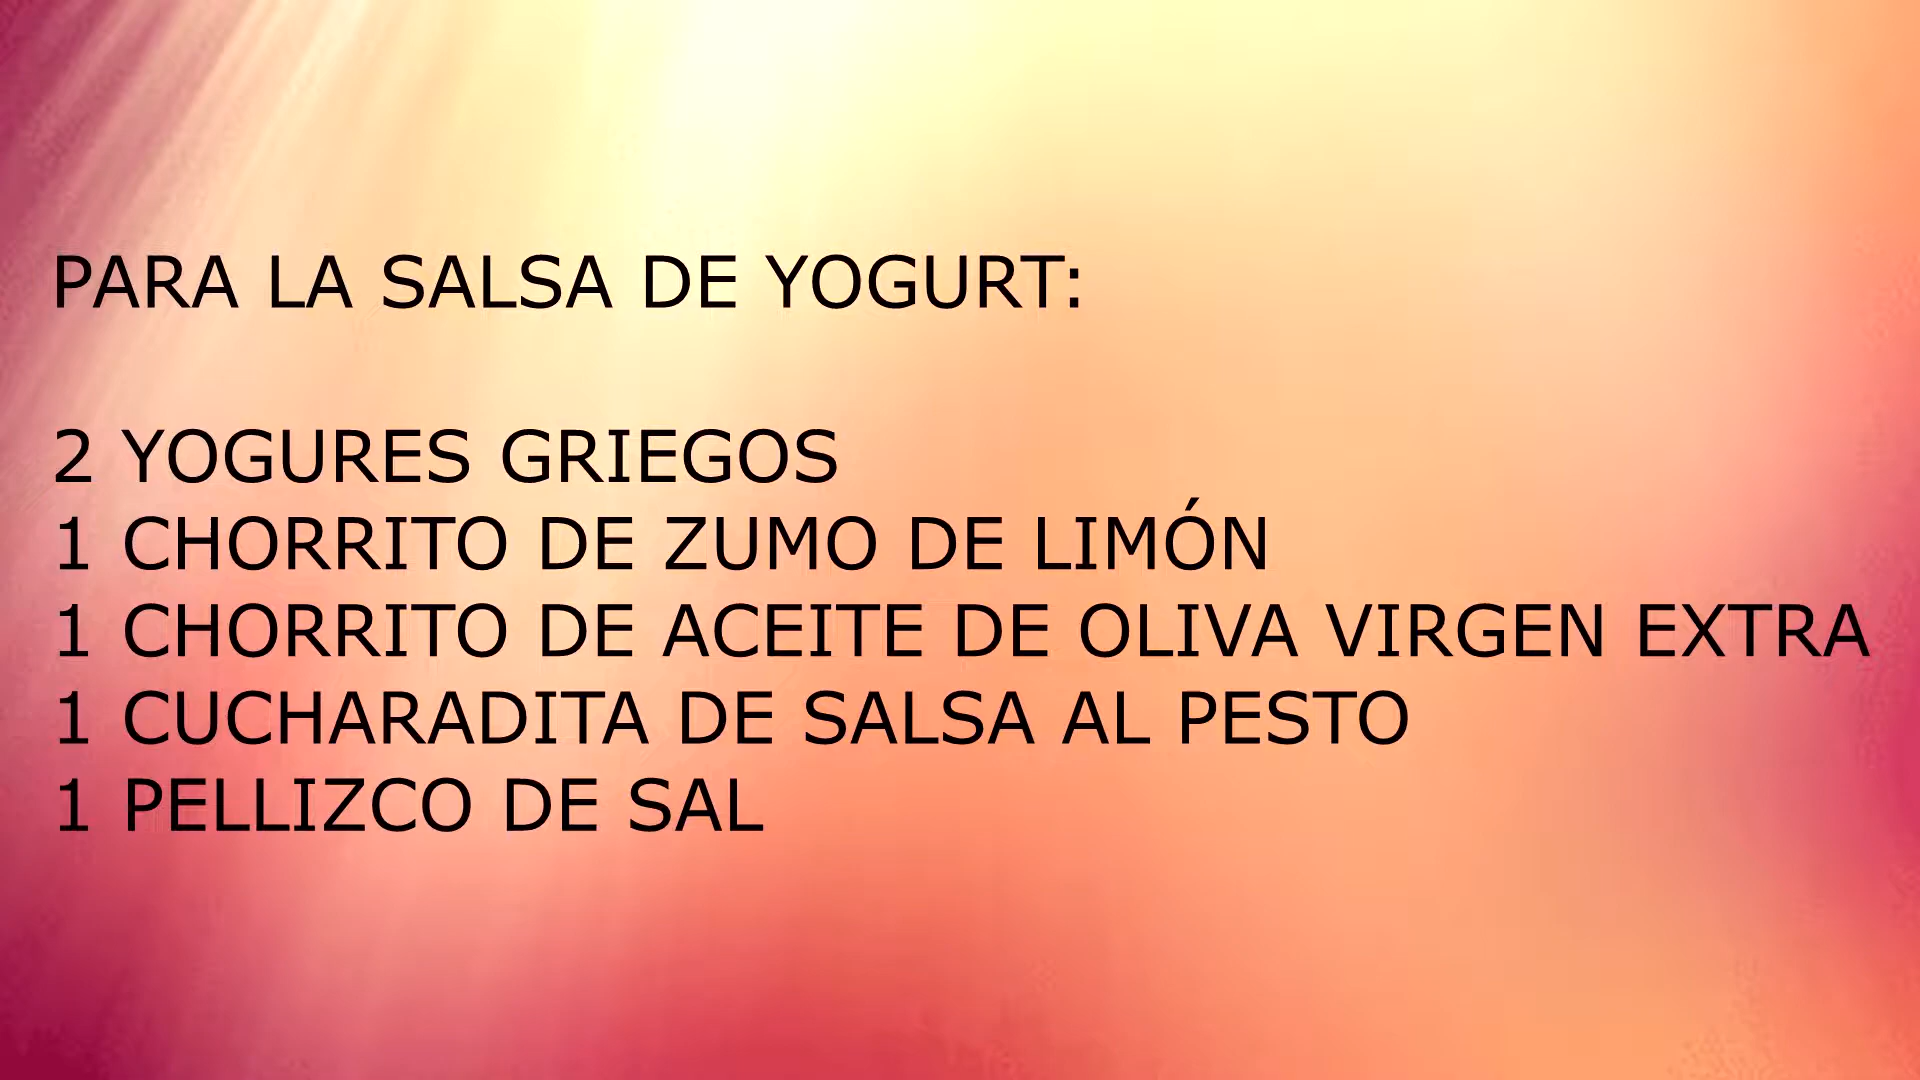 PARA LA SALSA DE YOGURT:
2 YOGURES GRIEGOS
1 CHORRITO DE ZUMO DE LIMÓN
1 CHORRITO DE ACEITE DE OLIVA VIRGEN EXTRA
1 CUCHARADITA DE SALSA AL PESTO
1 PELLIZCO DE SAL